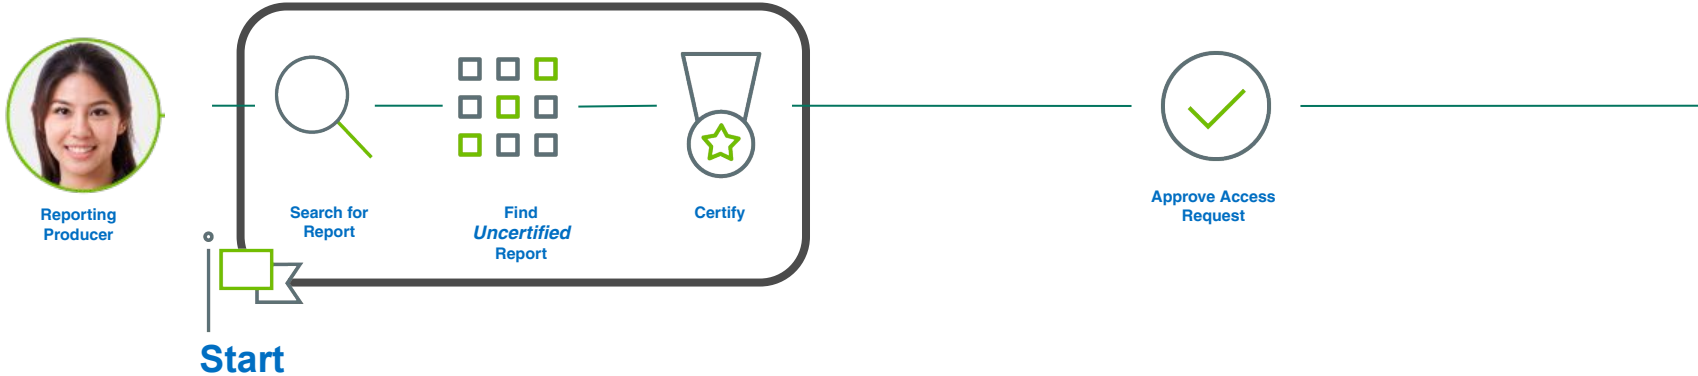 Reporting
Producer
Search for
Report
Find
Uncertified
Report
Certify
Approve Access
Request
Start